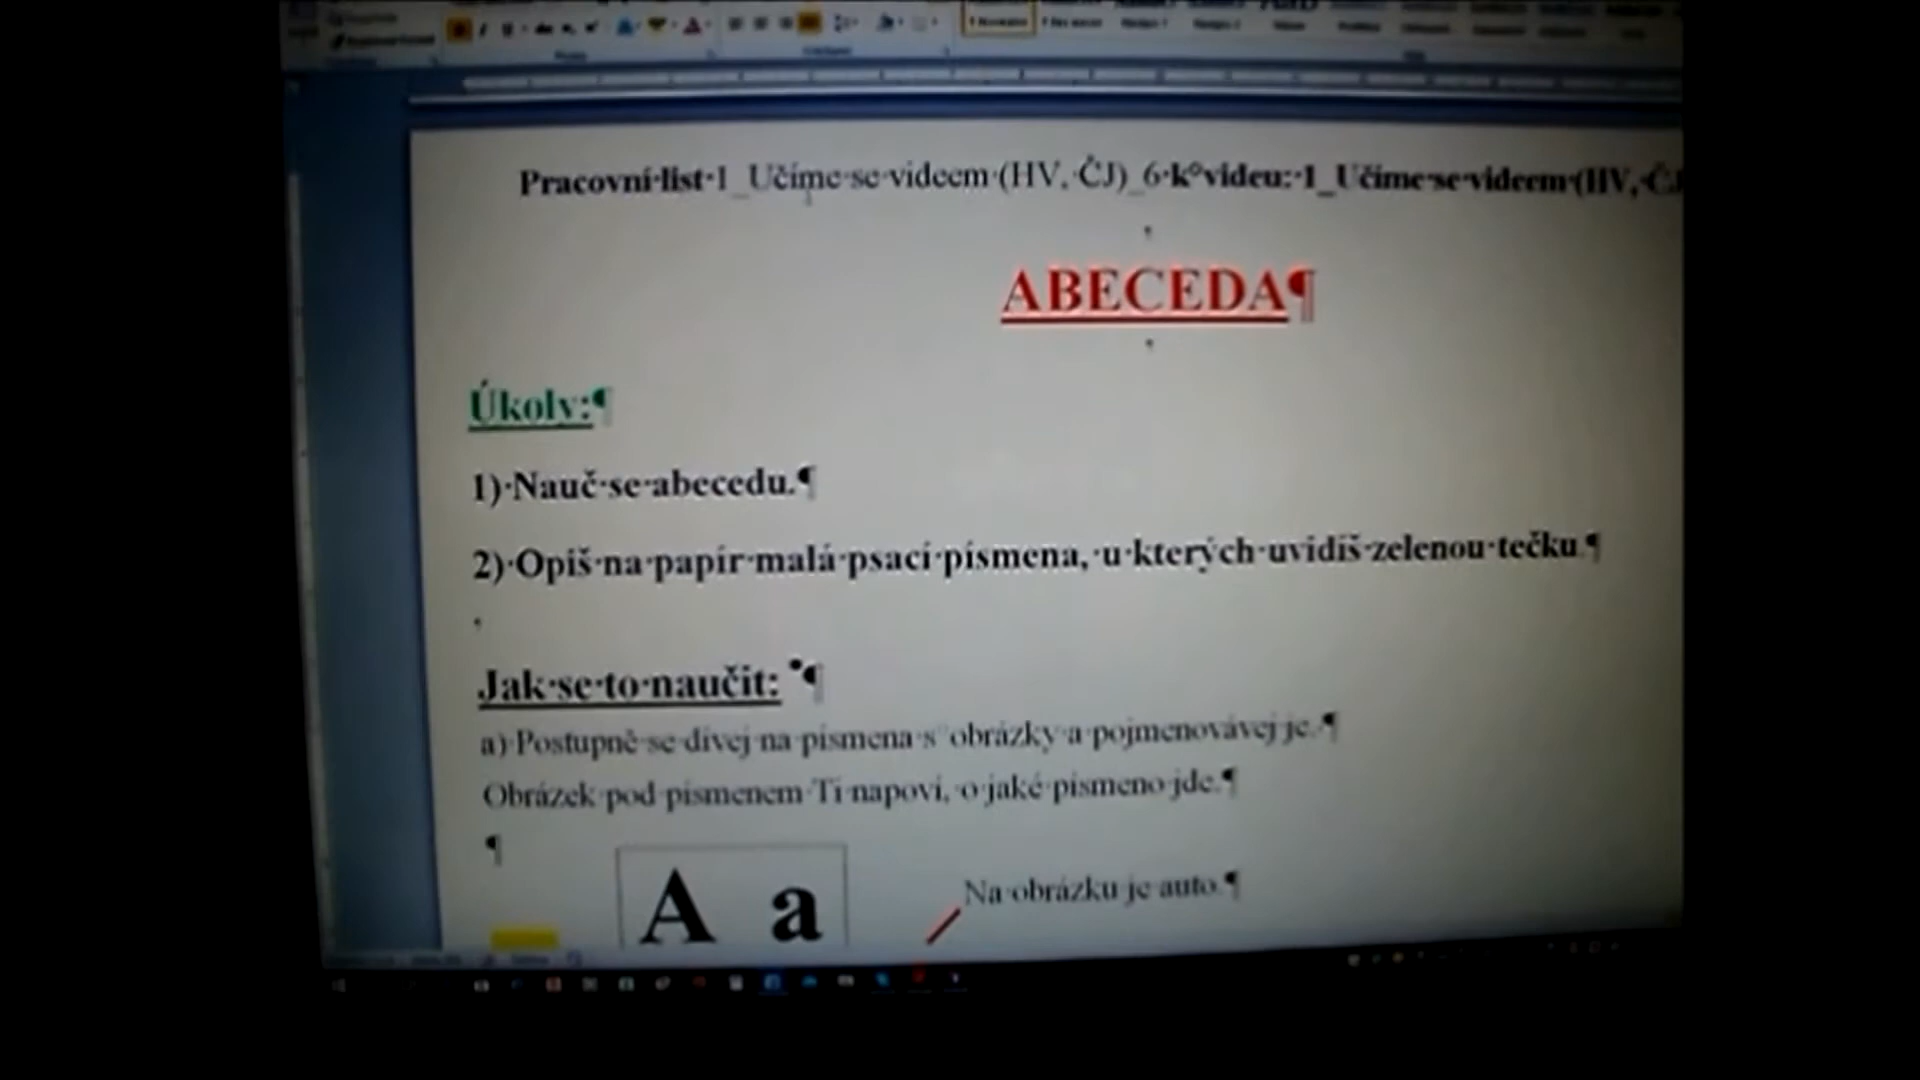 Pracovní list 1_Učíme se videem (HV, ČJ)_6 k videu: 1_Učíme se videem (HV, ČJ
ABECEDA
Úkoly:
1) Nauč se abecedu.
2) Opiš na papír malá psací písmena, u kterých uvidíš zelenou tečku.
Jak se to naučit:
a) Postupně se dívej na písmena s obrázky a pojmenovávej je.
Obrázek pod písmenem Ti napoví, o jaké písmeno jde.
A a
Na obrázku je auto.